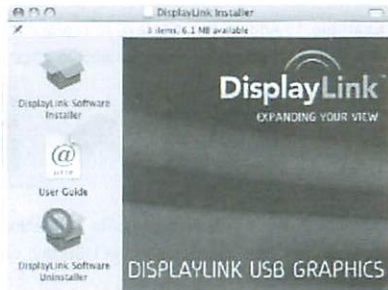 DisplayLink Installer
3 items, 6.1 MB available
DisplayLink Software
Installer
@
HTTP
User Guide
DisplayLink Software
Uninstaller
DisplayLink
EXPANDING YOUR VIEW
DISPLAYLINK USB GRAPHICS